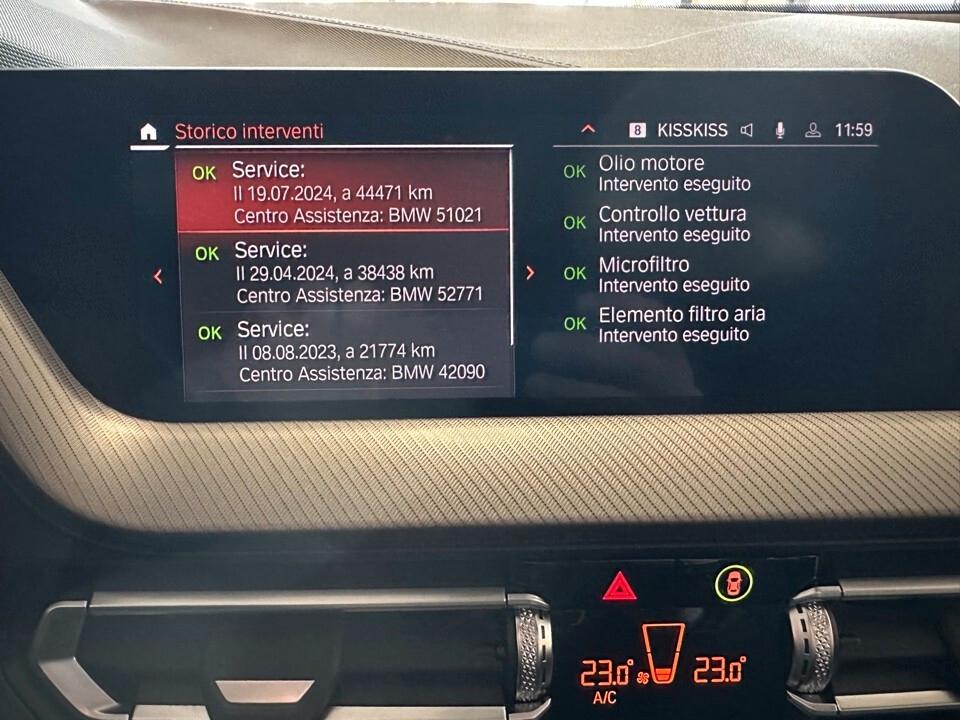 Storico interventi
8 KISSKISS 11:59
OK Service:
Il 19.07.2024, a 44471 km
Centro Assistenza: BMW 51021
OK Service:
Il 29.04.2024, a 38438 km
Centro Assistenza: BMW 52771
OK Service:
Il 08.08.2023, a 21774 km
Centro Assistenza: BMW 42090
OK Olio motore
Intervento eseguito
OK Controllo vettura
Intervento eseguito
OK Microfiltro
Intervento eseguito
OK Elemento filtro aria
Intervento eseguito
23.0° 23.0°
A/C